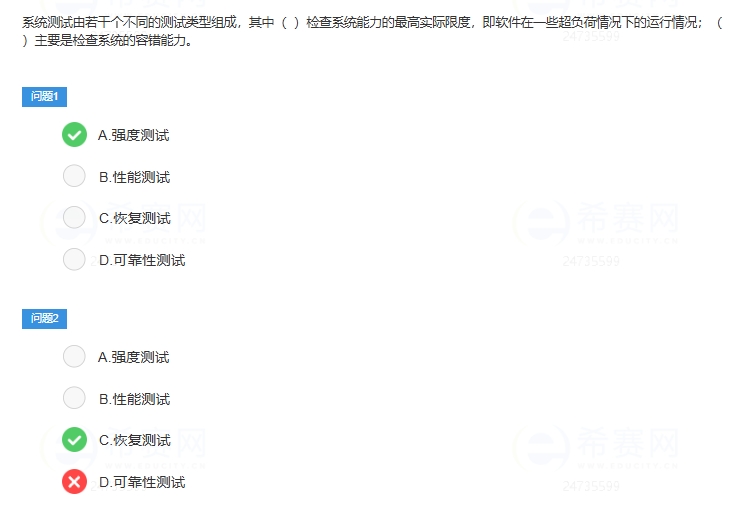 系统测试由若干个不同的测试类型组成，其中（ ）检查系统能力的最高实际限度，即软件在一些超负荷情况下的运行情况；（
）主要是检查系统的容错能力。
问题1
A.强度测试
B.性能测试
C.恢复测试
D.可靠性测试
问题2
A.强度测试
B.性能测试
C.恢复测试
D.可靠性测试
希赛网
24735599
希赛网
24735599